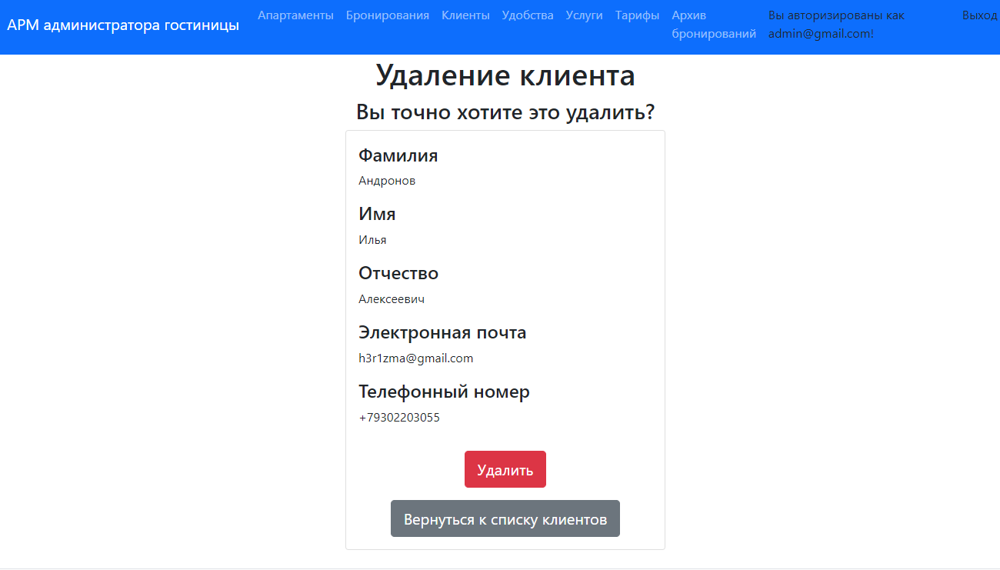 АРМ администратора гостиницы
Апартаменты Бронирования Клиенты Удобства Услуги Тарифы Архив бронирований
Вы авторизированы как admin@gmail.com!
Выход
Удаление клиента
Вы точно хотите это удалить?
Фамилия
Андронов
Имя
Илья
Отчество
Алексеевич
Электронная почта
h3r1zma@gmail.com
Телефонный номер
+79302203055
Удалить
Вернуться к списку клиентов